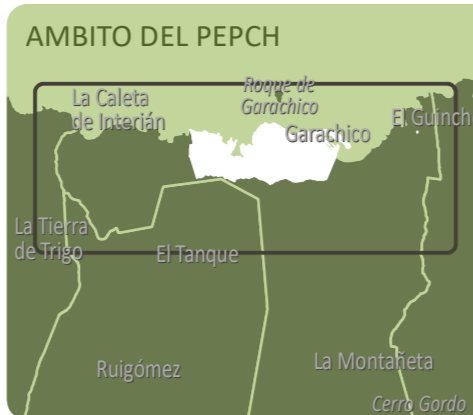 AMBITO DEL PEPCH
La Caleta
de Interián
Roque de
Garachico
Garachico
El Guinch
La Tierra
de Trigo
El Tanque
Ruigómez
La Montañeta
Cerro Gordo